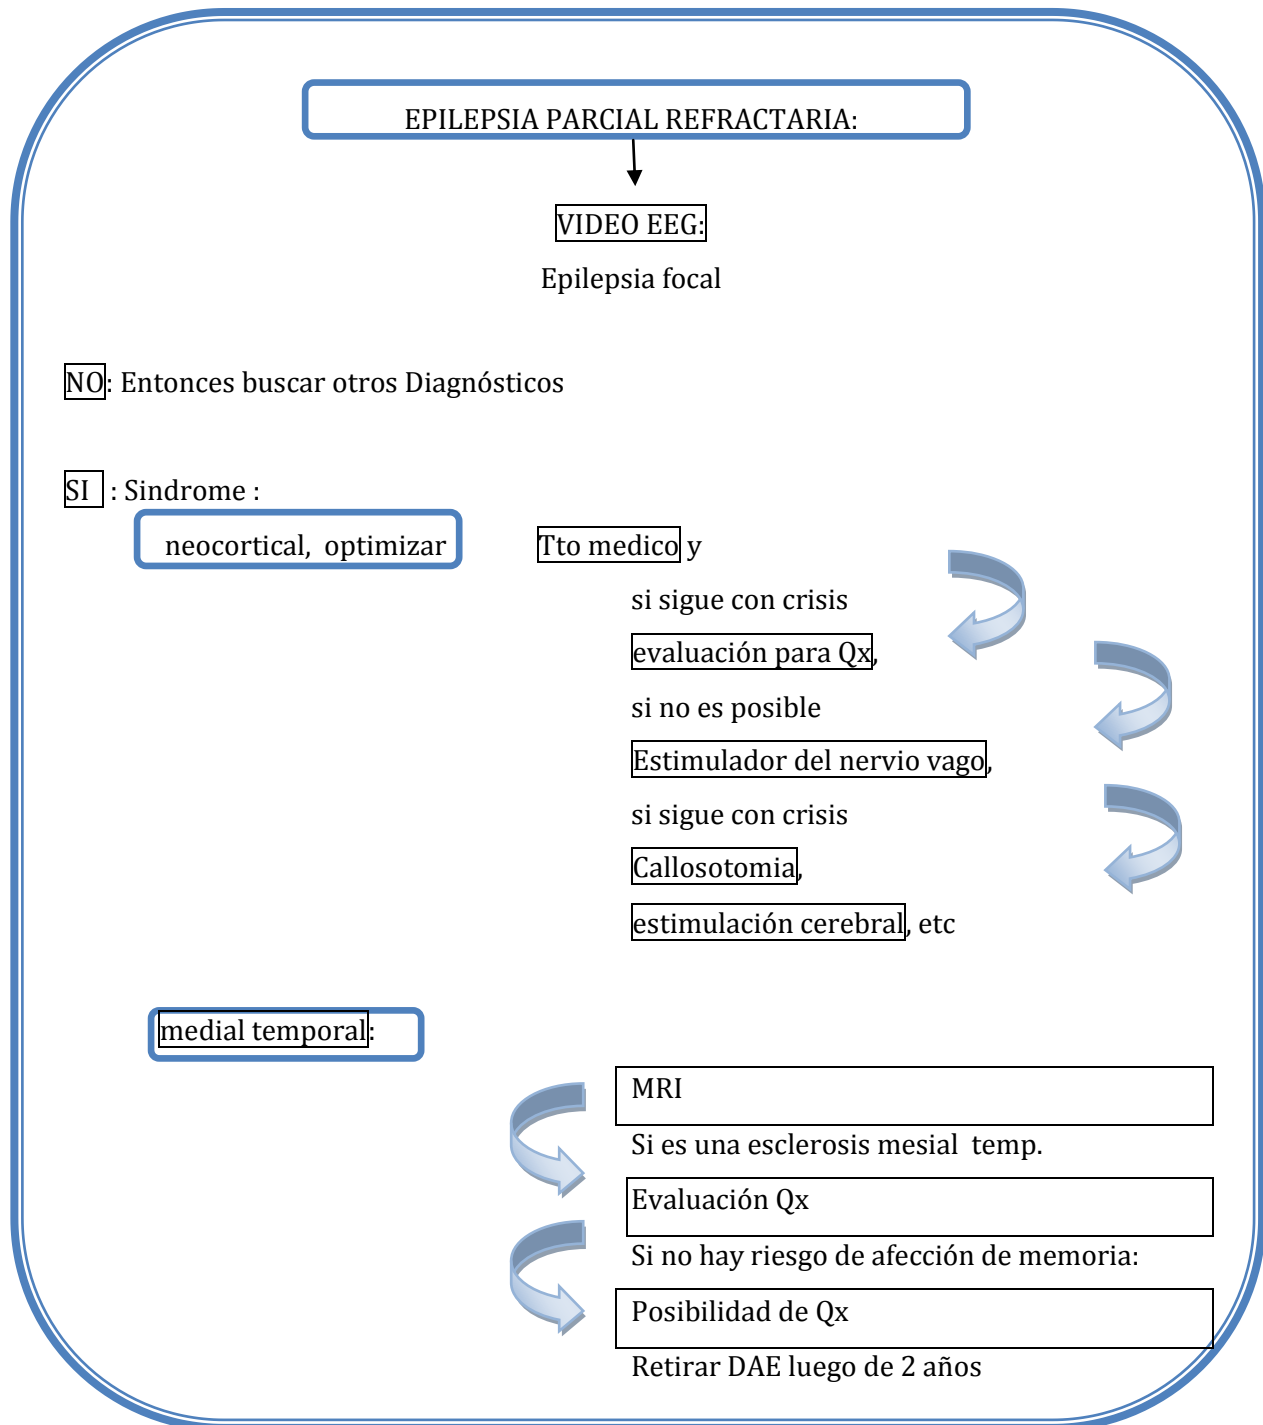 EPILEPSIA PARCIAL REFRACTARIA:
VIDEO EEG:
Epilepsia focal
NO: Entonces buscar otros Diagnósticos
SI : Sindrome :
neocortical, optimizar Tto medico y
si sigue con crisis
evaluación para Qx,
si no es posible
Estimulador del nervio vago,
si sigue con crisis
Callosotomia,
estimulación cerebral, etc
medial temporal:
MRI
Si es una esclerosis mesial temp.
Evaluación Qx
Si no hay riesgo de afección de memoria:
Posibilidad de Qx
Retirar DAE luego de 2 años